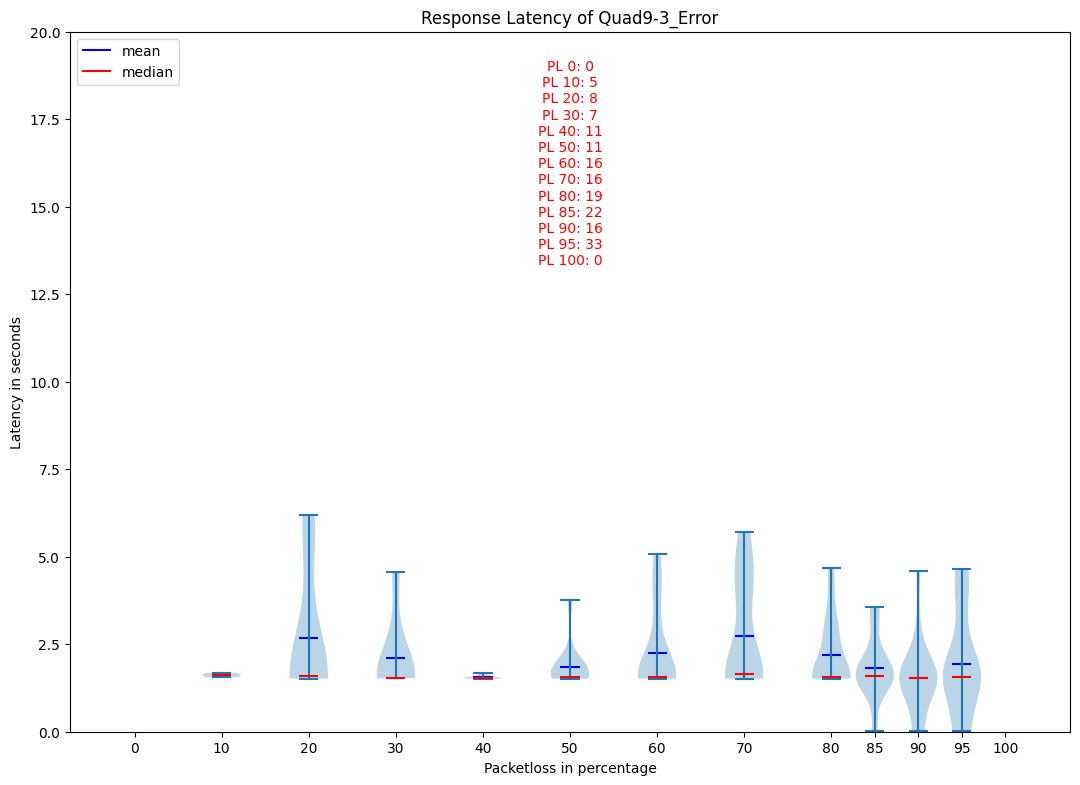 Response Latency of Quad9-3_Error
20.0
mean
median
PL 0: 0
PL 10: 5
PL 20: 8
PL 30: 7
PL 40: 11
PL 50: 11
PL 60: 16
PL 70: 16
PL 80: 19
PL 85: 22
PL 90: 16
PL 95: 33
PL 100: 0
17.5
15.0
12.5
10.0
7.5
5.0
2.5
0.0
Latency in seconds
0 10 20 30 40 50 60 70 80 85 90 95 100
Packetloss in percentage